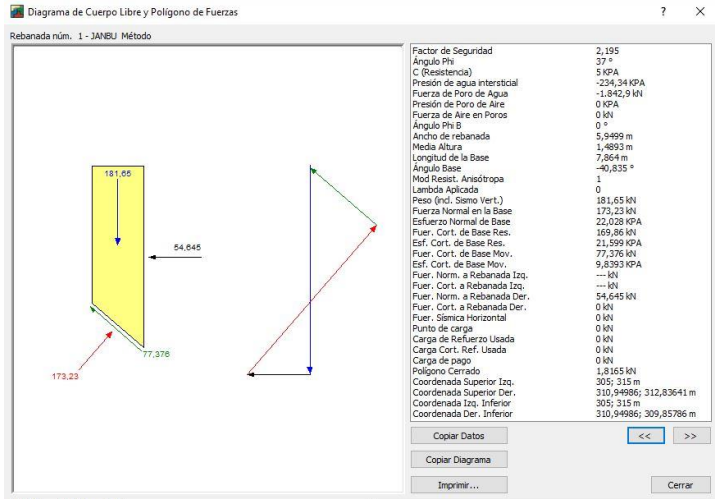 Diagrama de Cuerpo Libre y Polígono de Fuerzas
Rebanada núm. 1 - JANBU Método
181,65
54,645
77,376
173,23
Factor de Seguridad 2,195
Ángulo Phi 37 °
C (Resistencia) 5 KPA
Presión de agua intersticial -234,34 KPA
Fuerza de Poro de Agua -1.842,9 kN
Presión de Poro de Aire 0 KPA
Fuerza de Aire en Poros 0 kN
Ángulo Phi B 0 °
Ancho de rebanada 5,9499 m
Media Altura 1,4893 m
Longitud de la Base 7,864 m
Ángulo Base -40,835 °
Mod Resist. Anisótropa 1
Lambda Aplicada 0
Peso (incl. Sismo Vert.) 181,65 kN
Fuerza Normal en la Base 173,23 kN
Esfuerzo Normal de Base 22,028 KPA
Fuer. Cort. de Base Res. 169,86 kN
Esf. Cort. de Base Res. 21,599 KPA
Fuer. Cort. de Base Mov. 77,376 kN
Esf. Cort. de Base Mov. 9,8393 KPA
Fuer. Norm. a Rebanada Izq. --- kN
Fuer. Cort. a Rebanada Izq. --- kN
Fuer. Norm. a Rebanada Der. 54,645 kN
Fuer. Cort. a Rebanada Der. 0 kN
Fuer. Sísmica Horizontal 0 kN
Punto de carga 0 kN
Carga de Refuerzo Usada 0 kN
Carga Cort. Ref. Usada 0 kN
Carga de pago 0 kN
Polígono Cerrado 1,8165 kN
Coordenada Superior Izq. 305; 315 m
Coordenada Superior Der. 310,94986; 312,83641 m
Coordenada Izq. Inferior 305; 315 m
Coordenada Der. Inferior 310,94986; 309,85786 m
Copiar Datos << >>
Copiar Diagrama
Imprimir... Cerrar